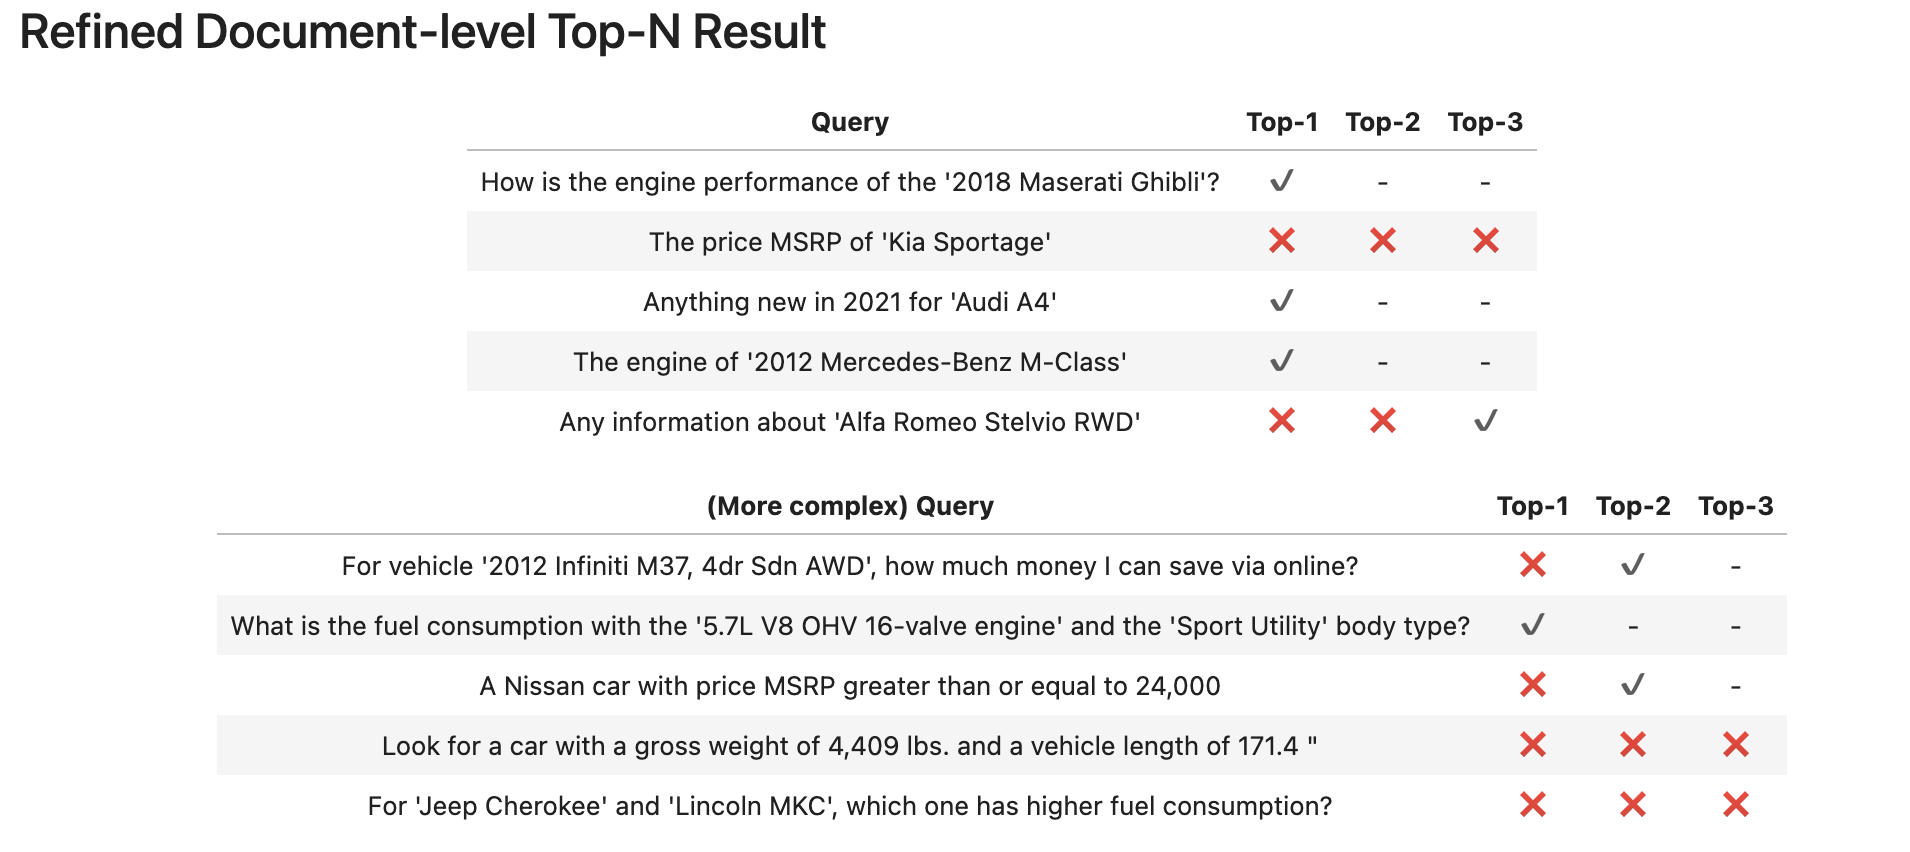 Refined Document-level Top-N Result
Query Top-1 Top-2 Top-3
How is the engine performance of the '2018 Maserati Ghibli'? ✓ - -
The price MSRP of 'Kia Sportage' ❌ ❌ ❌
Anything new in 2021 for 'Audi A4' ✓ - -
The engine of '2012 Mercedes-Benz M-Class' ✓ - -
Any information about 'Alfa Romeo Stelvio RWD' ❌ ❌ ✓
(More complex) Query Top-1 Top-2 Top-3
For vehicle '2012 Infiniti M37, 4dr Sdn AWD', how much money I can save via online? ❌ ✓ -
What is the fuel consumption with the '5.7L V8 OHV 16-valve engine' and the 'Sport Utility' body type? ✓ - -
A Nissan car with price MSRP greater than or equal to 24,000 ❌ ✓ -
Look for a car with a gross weight of 4,409 lbs. and a vehicle length of 171.4 " ❌ ❌ ❌
For 'Jeep Cherokee' and 'Lincoln MKC', which one has higher fuel consumption? ❌ ❌ ❌